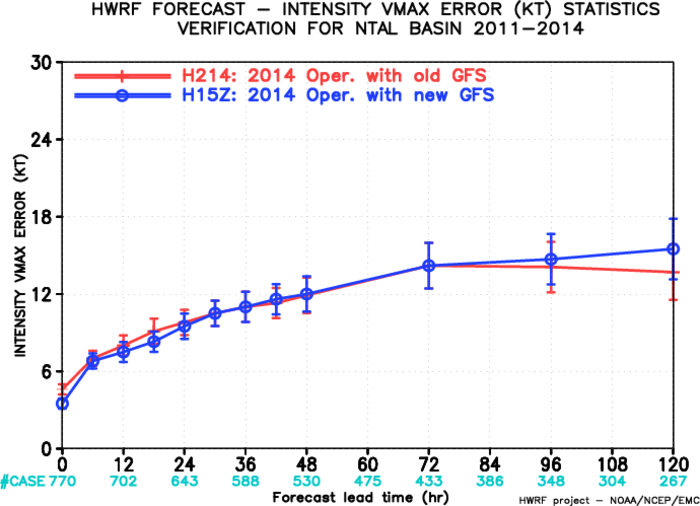 HWRF FORECAST – INTENSITY VMAX ERROR (KT) STATISTICS
VERIFICATION FOR NTAL BASIN 2011–2014
H214: 2014 Oper. with old GFS
H15Z: 2014 Oper. with new GFS
INTENSITY VMAX ERROR (KT)
30
24
18
12
6
0
0 12 24 36 48 60 72 84 96 108 120
#CASE 770 702 643 588 530 475 433 386 348 304 267
Forecast lead time (hr)
HWRF project – NOAA/NCEP/EMC